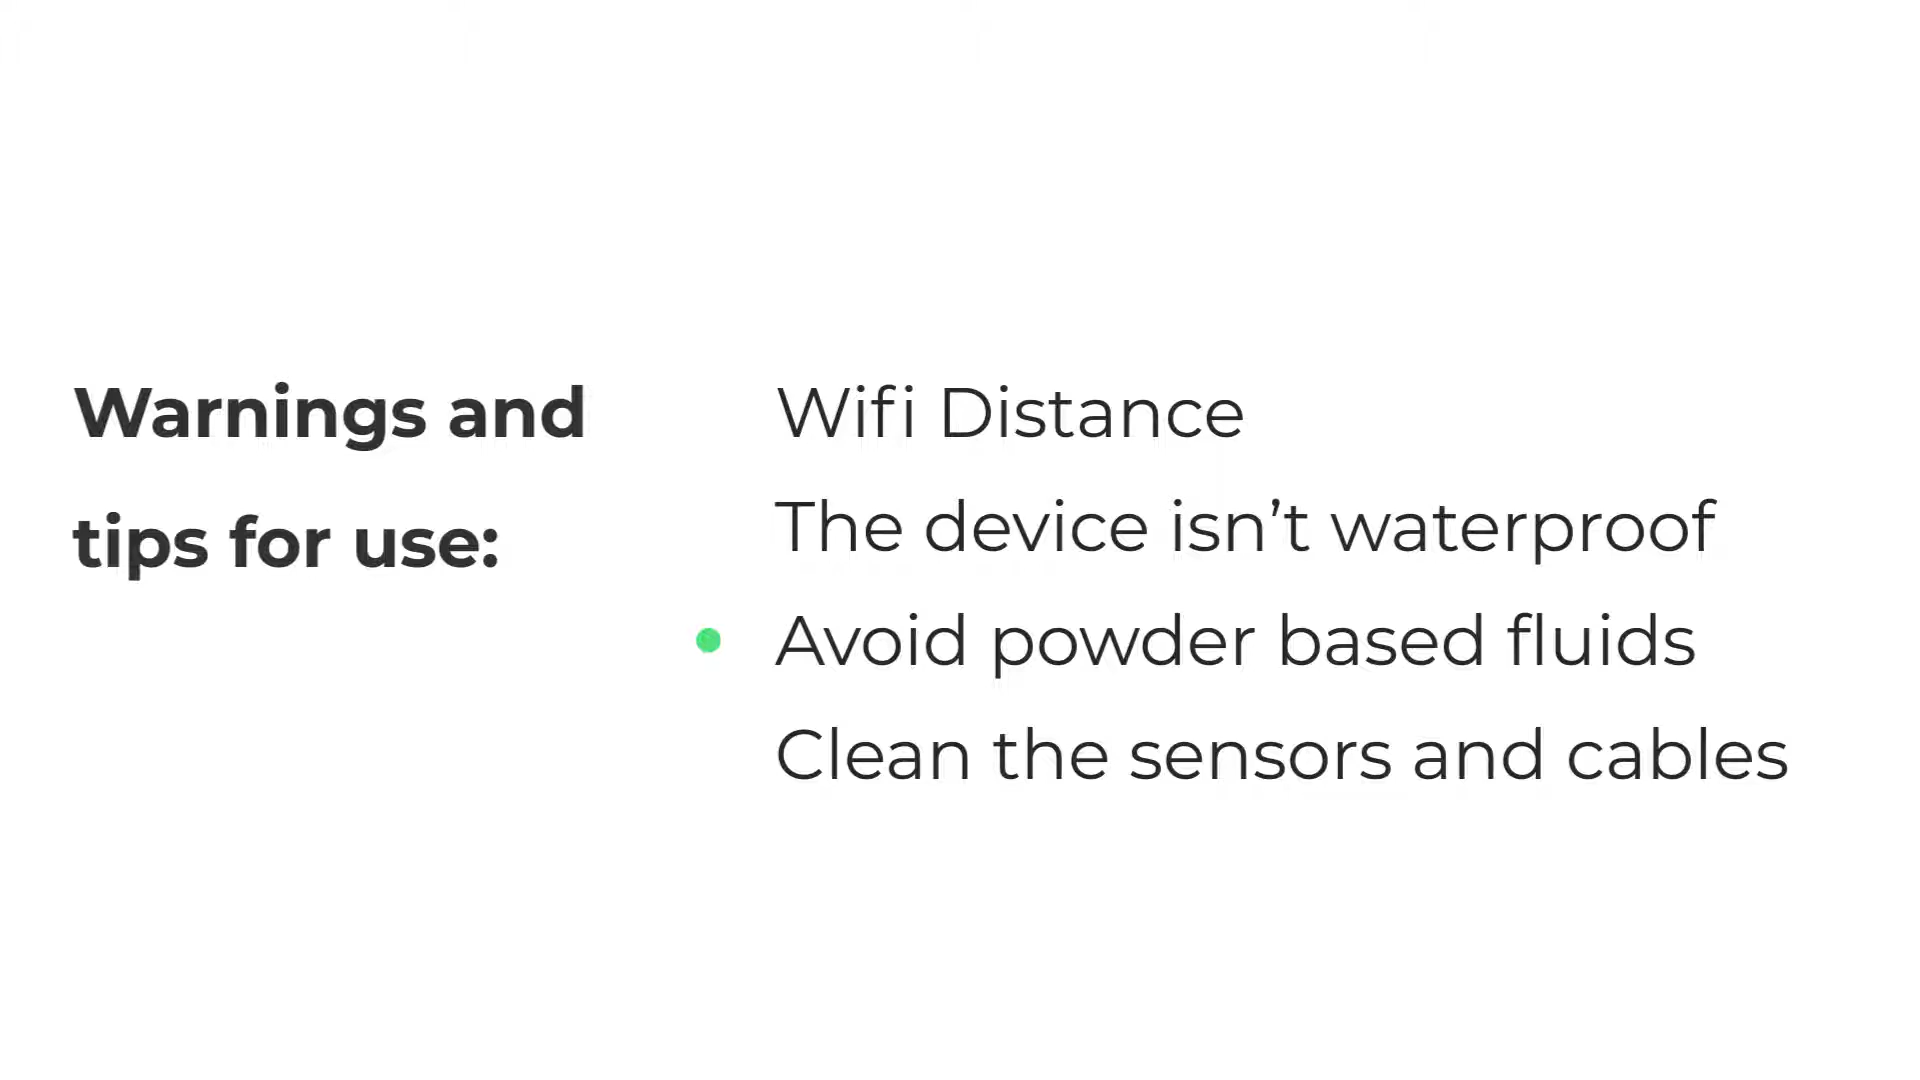 Warnings and
tips for use:
Wifi Distance
The device isn’t waterproof
Avoid powder based fluids
Clean the sensors and cables